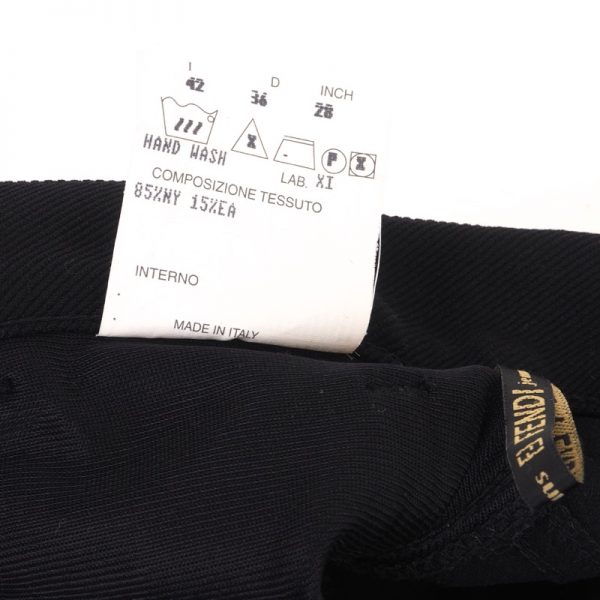 I D INCH
42 36 28
HAND WASH
P
COMPOSIZIONE TESSUTO LAB. XI
85%NY 15%EA
INTERNO
MADE IN ITALY
FENDI